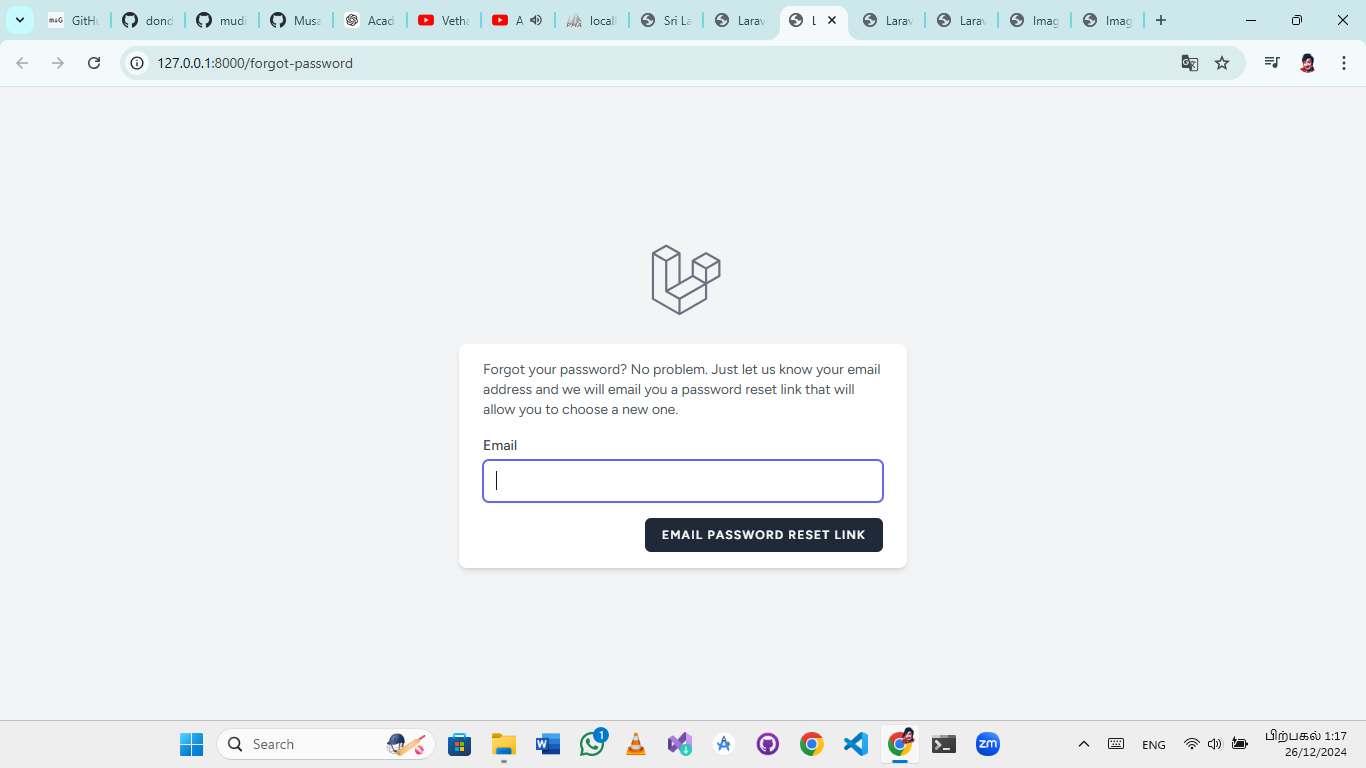 GitHu
dond
mudi
Musa
Acad
Vetha
A
local
Sri La
Larav
L
Larav
Larav
Imag
Imag
127.0.0.1:8000/forgot-password
Forgot your password? No problem. Just let us know your email
address and we will email you a password reset link that will
allow you to choose a new one.
Email
EMAIL PASSWORD RESET LINK
Search
1
zm
ENG
பிற்பகல் 1:17
26/12/2024